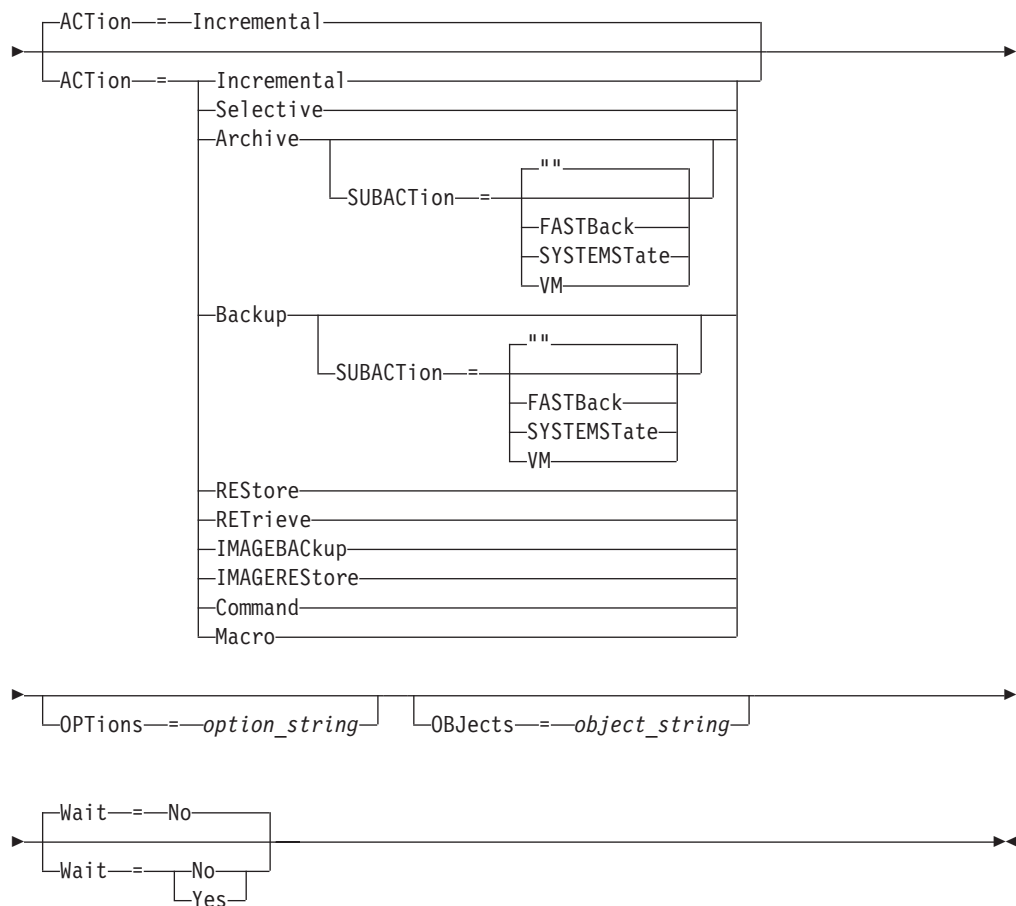 ACTion = Incremental
ACTion = Incremental
Selective
Archive
""
SUBACTion =
FASTBack
SYSTEMSTate
VM
Backup
""
SUBACTion =
FASTBack
SYSTEMSTate
VM
REStore
RETrieve
IMAGEBACkup
IMAGEREStore
Command
Macro
OPTions = option_string OBJects = object_string
Wait = No
Wait = No
Yes